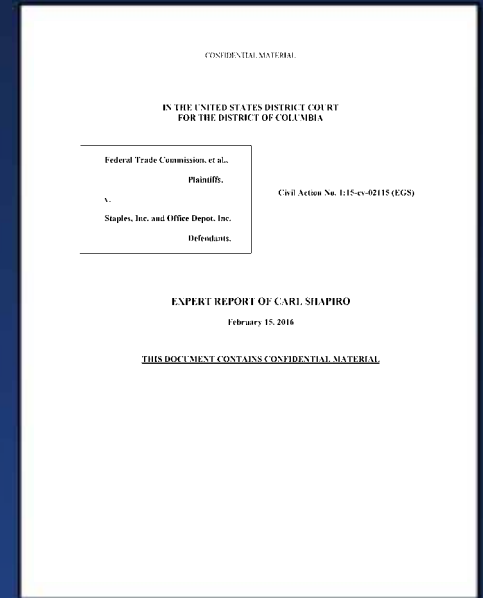 CONFIDENTIAL MATERIAL
IN THE UNITED STATES DISTRICT COURT
FOR THE DISTRICT OF COLUMBIA
Federal Trade Commission, et al.,
Plaintiffs,
v.
Civil Action No. 1:15-cv-02115 (EGS)
Staples, Inc. and Office Depot, Inc.
Defendants.
EXPERT REPORT OF CARL SHAPIRO
February 15, 2016
THIS DOCUMENT CONTAINS CONFIDENTIAL MATERIAL